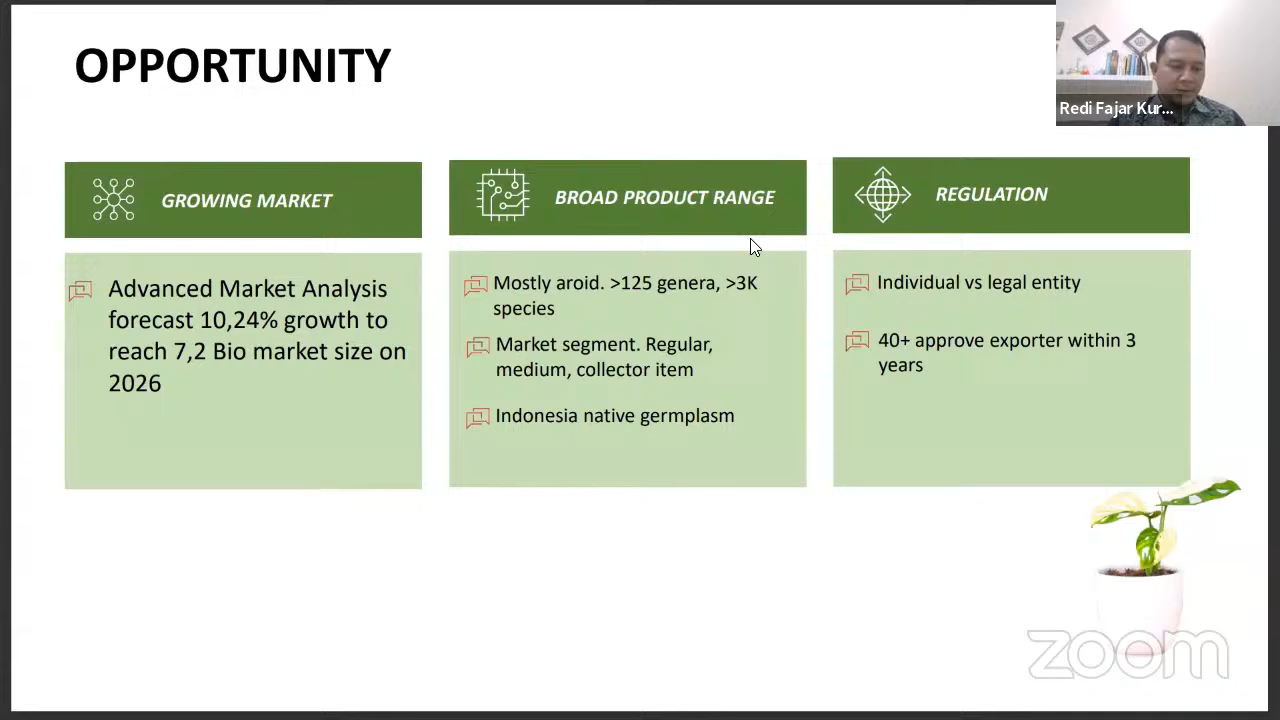 OPPORTUNITY
Redi Fajar Kur...
GROWING MARKET
Advanced Market Analysis
forecast 10,24% growth to
reach 7,2 Bio market size on
2026
BROAD PRODUCT RANGE
Mostly aroid. >125 genera, >3K
species
Market segment. Regular,
medium, collector item
Indonesia native germplasm
REGULATION
Individual vs legal entity
40+ approve exporter within 3
years
zoom